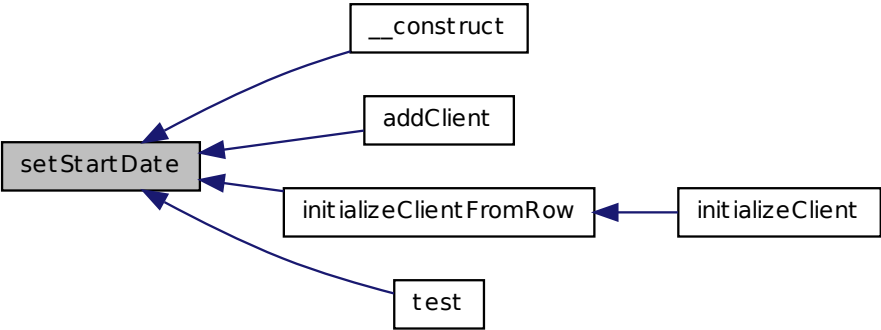 __construct
addClient
setStartDate
initializeClientFromRow
initializeClient
test